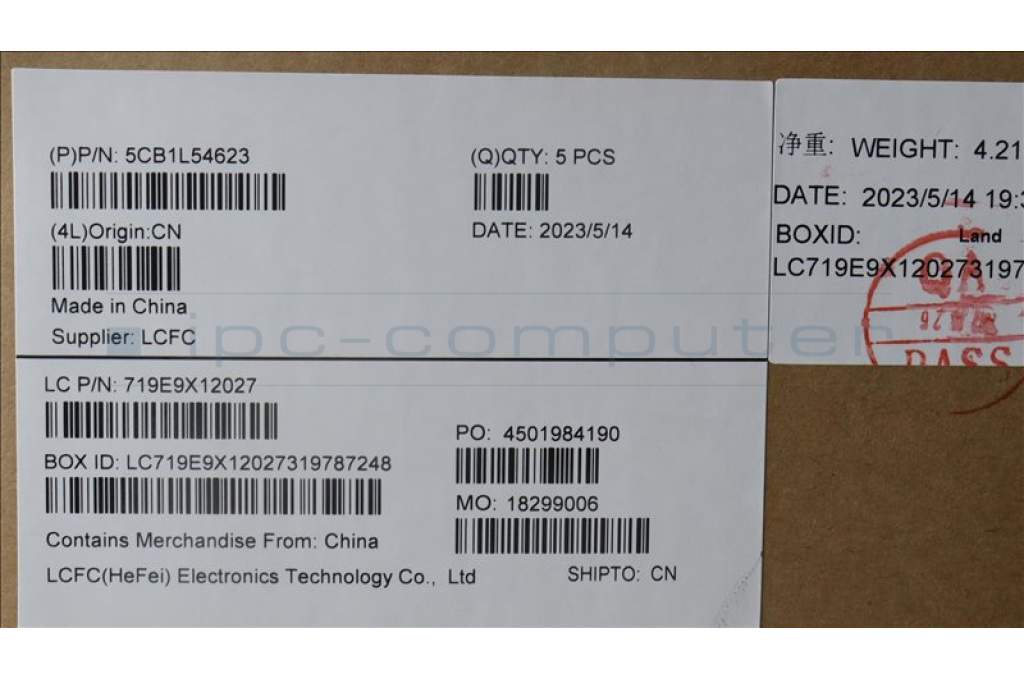 (P)P/N: 5CB1L54623
(Q)QTY: 5 PCS
(4L)Origin:CN
DATE: 2023/5/14
Made in China
Supplier: LCFC
LC P/N: 719E9X12027
PO: 4501984190
BOX ID: LC719E9X12027319787248
MO: 18299006
Contains Merchandise From: China
LCFC(HeFei) Electronics Technology Co., Ltd
SHIPTO: CN
净重: WEIGHT: 4.21
DATE: 2023/5/14 19:3
BOXID: Land
LC719E9X120273197
QA
PASS
ipc-computer